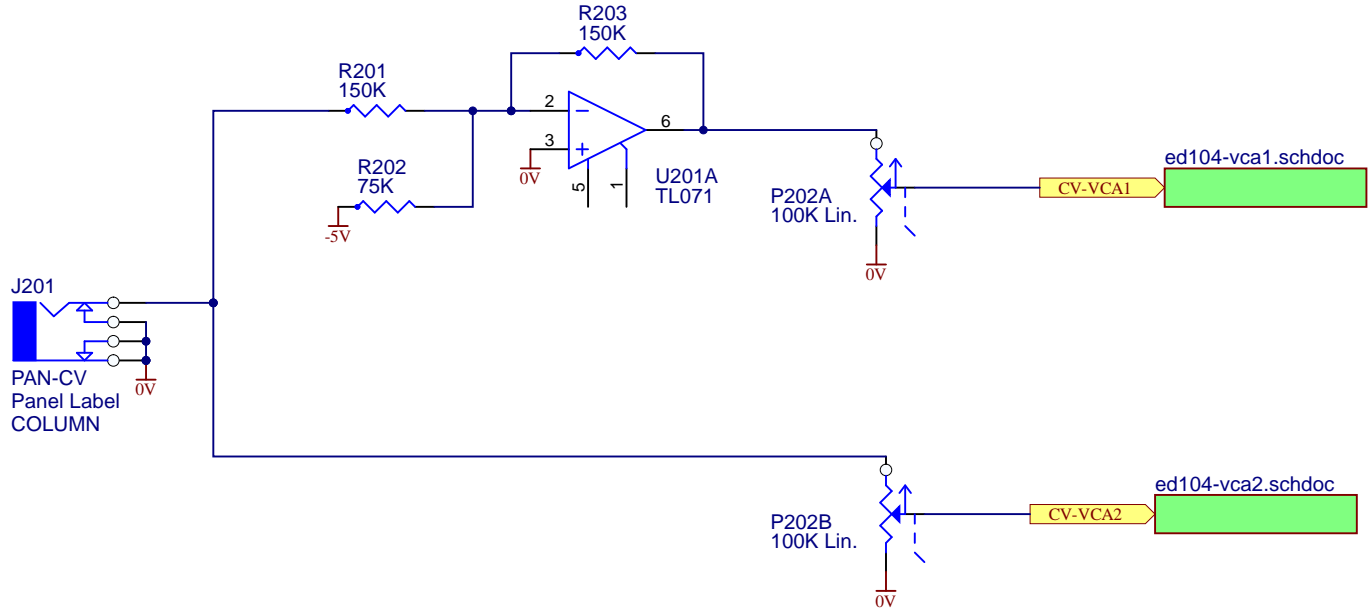 R203
150K
R201
150K
2
6
3
0V
R202
75K
-5V
5
1
U201A
TL071
ed104-vca1.schdoc
CV-VCA1
P202A
100K Lin.
0V
J201
0V
PAN-CV
Panel Label
COLUMN
ed104-vca2.schdoc
CV-VCA2
P202B
100K Lin.
0V